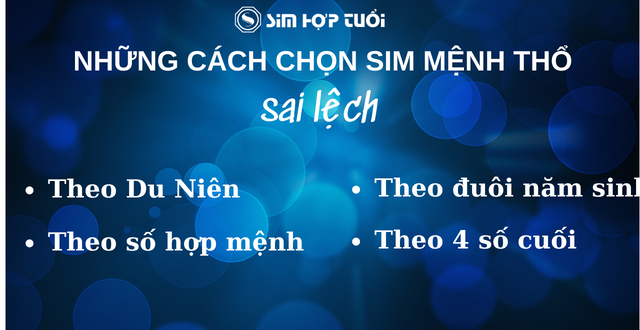 SIM HỢP TUỔI
NHỮNG CÁCH CHỌN SIM MỆNH THỔ
sai lệch
• Theo Du Niên
• Theo đuôi năm sinh
• Theo số hợp mệnh
• Theo 4 số cuối